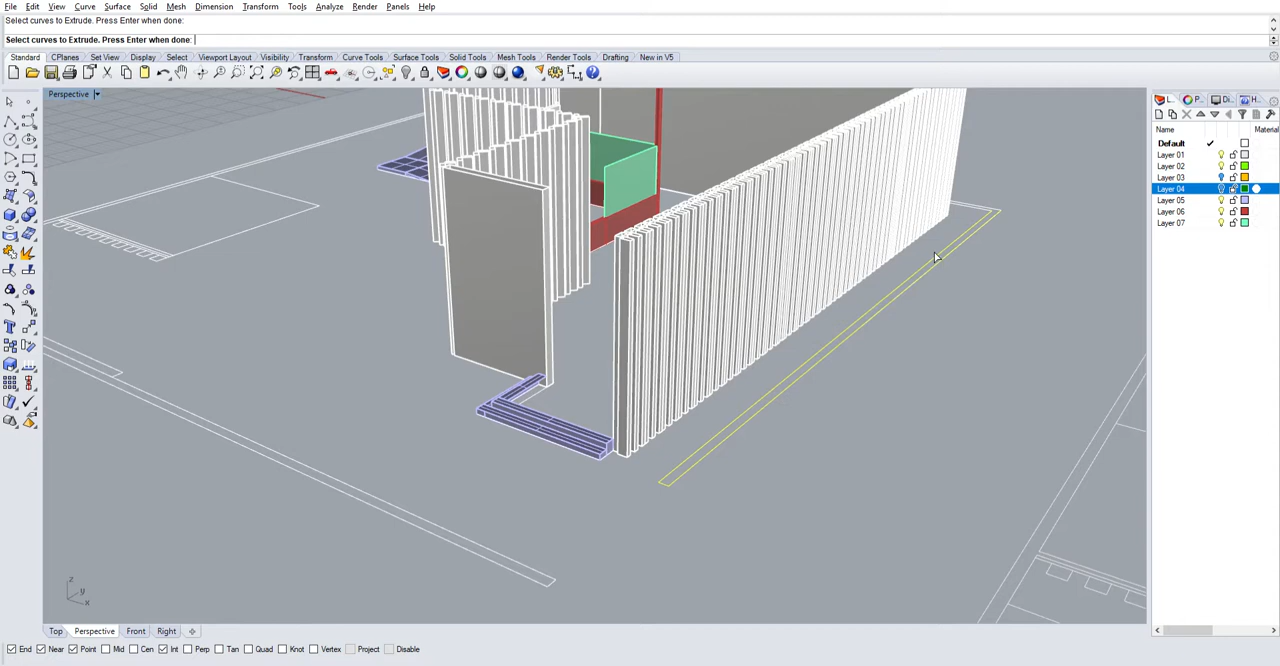 File Edit View Curve Surface Solid Mesh Dimension Transform Tools Analyze Render Panels Help
Select curves to Extrude. Press Enter when done:
Select curves to Extrude. Press Enter when done:
Standard CPlanes Set View Display Select Viewport Layout Visibility Transform Curve Tools Surface Tools Solid Tools Mesh Tools Render Tools Drafting New in V5
Perspective
L... P... Di... H...
Name Material
Default
Layer 01
Layer 02
Layer 03
Layer 04
Layer 05
Layer 06
Layer 07
z
y
x
Top Perspective Front Right
End Near Point Mid Cen Int Perp Tan Quad Knot Vertex Project Disable